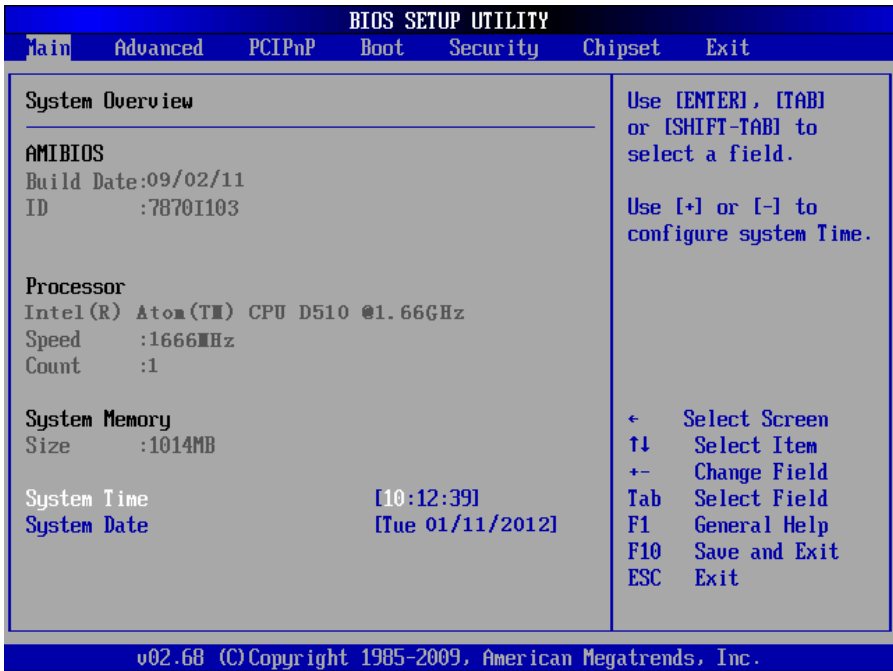 BIOS SETUP UTILITY
Main Advanced PCIPnP Boot Security Chipset Exit
System Overview
AMIBIOS
Build Date:09/02/11
ID :7870I103
Processor
Intel(R) Atom(TM) CPU D510 @1.66GHz
Speed :1666MHz
Count :1
System Memory
Size :1014MB
System Time [10:12:39]
System Date [Tue 01/11/2012]
Use [ENTER], [TAB]
or [SHIFT-TAB] to
select a field.
Use [+] or [-] to
configure system Time.
← Select Screen
↑↓ Select Item
+- Change Field
Tab Select Field
F1 General Help
F10 Save and Exit
ESC Exit
v02.68 (C)Copyright 1985-2009, American Megatrends, Inc.